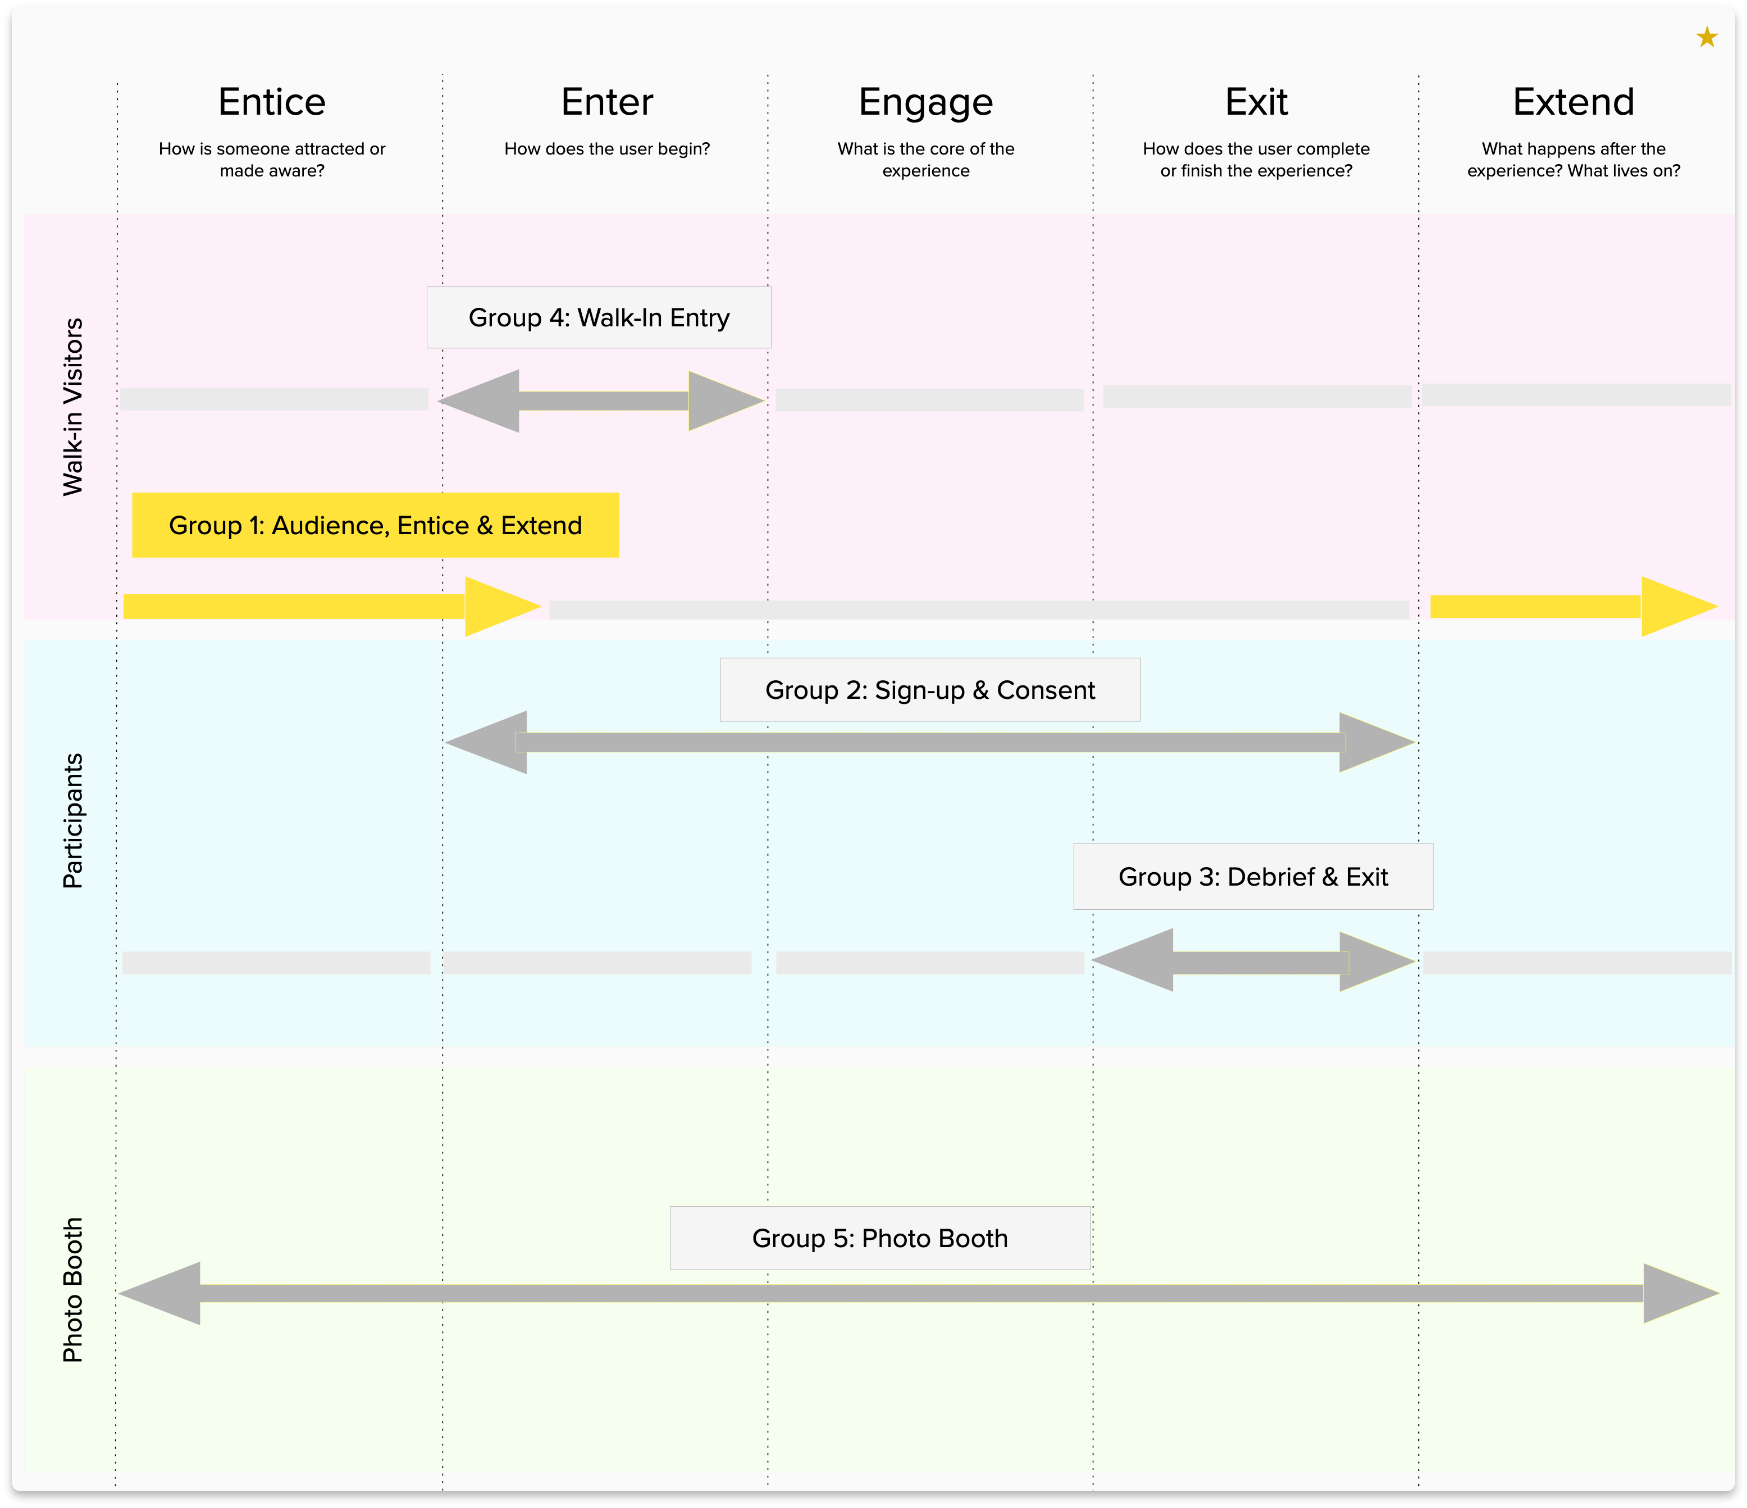 Entice
How is someone attracted or
made aware?
Enter
How does the user begin?
Engage
What is the core of the
experience
Exit
How does the user complete
or finish the experience?
Extend
What happens after the
experience? What lives on?
Walk-in Visitors
Group 4: Walk-In Entry
Group 1: Audience, Entice & Extend
Participants
Group 2: Sign-up & Consent
Group 3: Debrief & Exit
Photo Booth
Group 5: Photo Booth